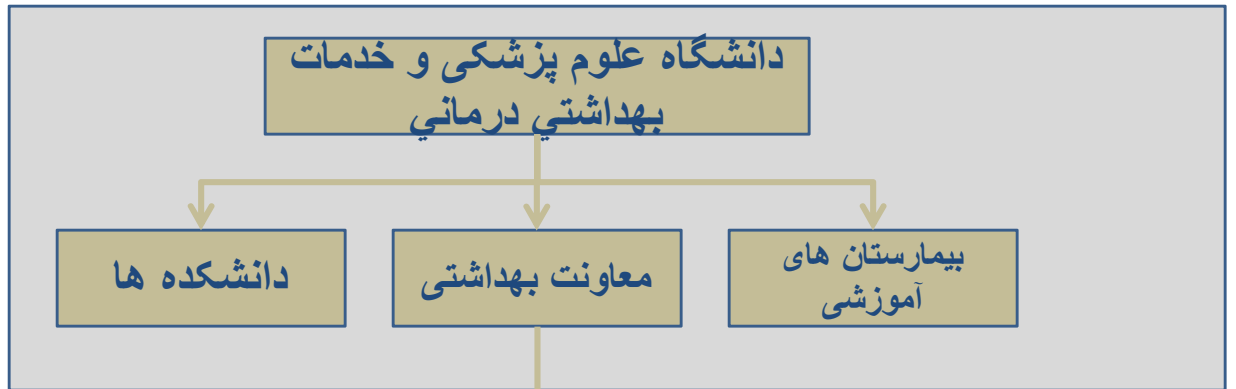 دانشگاه علوم پزشکی و خدمات
بهداشتي درماني
بیمارستان های
آموزشی
معاونت بهداشتی
دانشکده ها